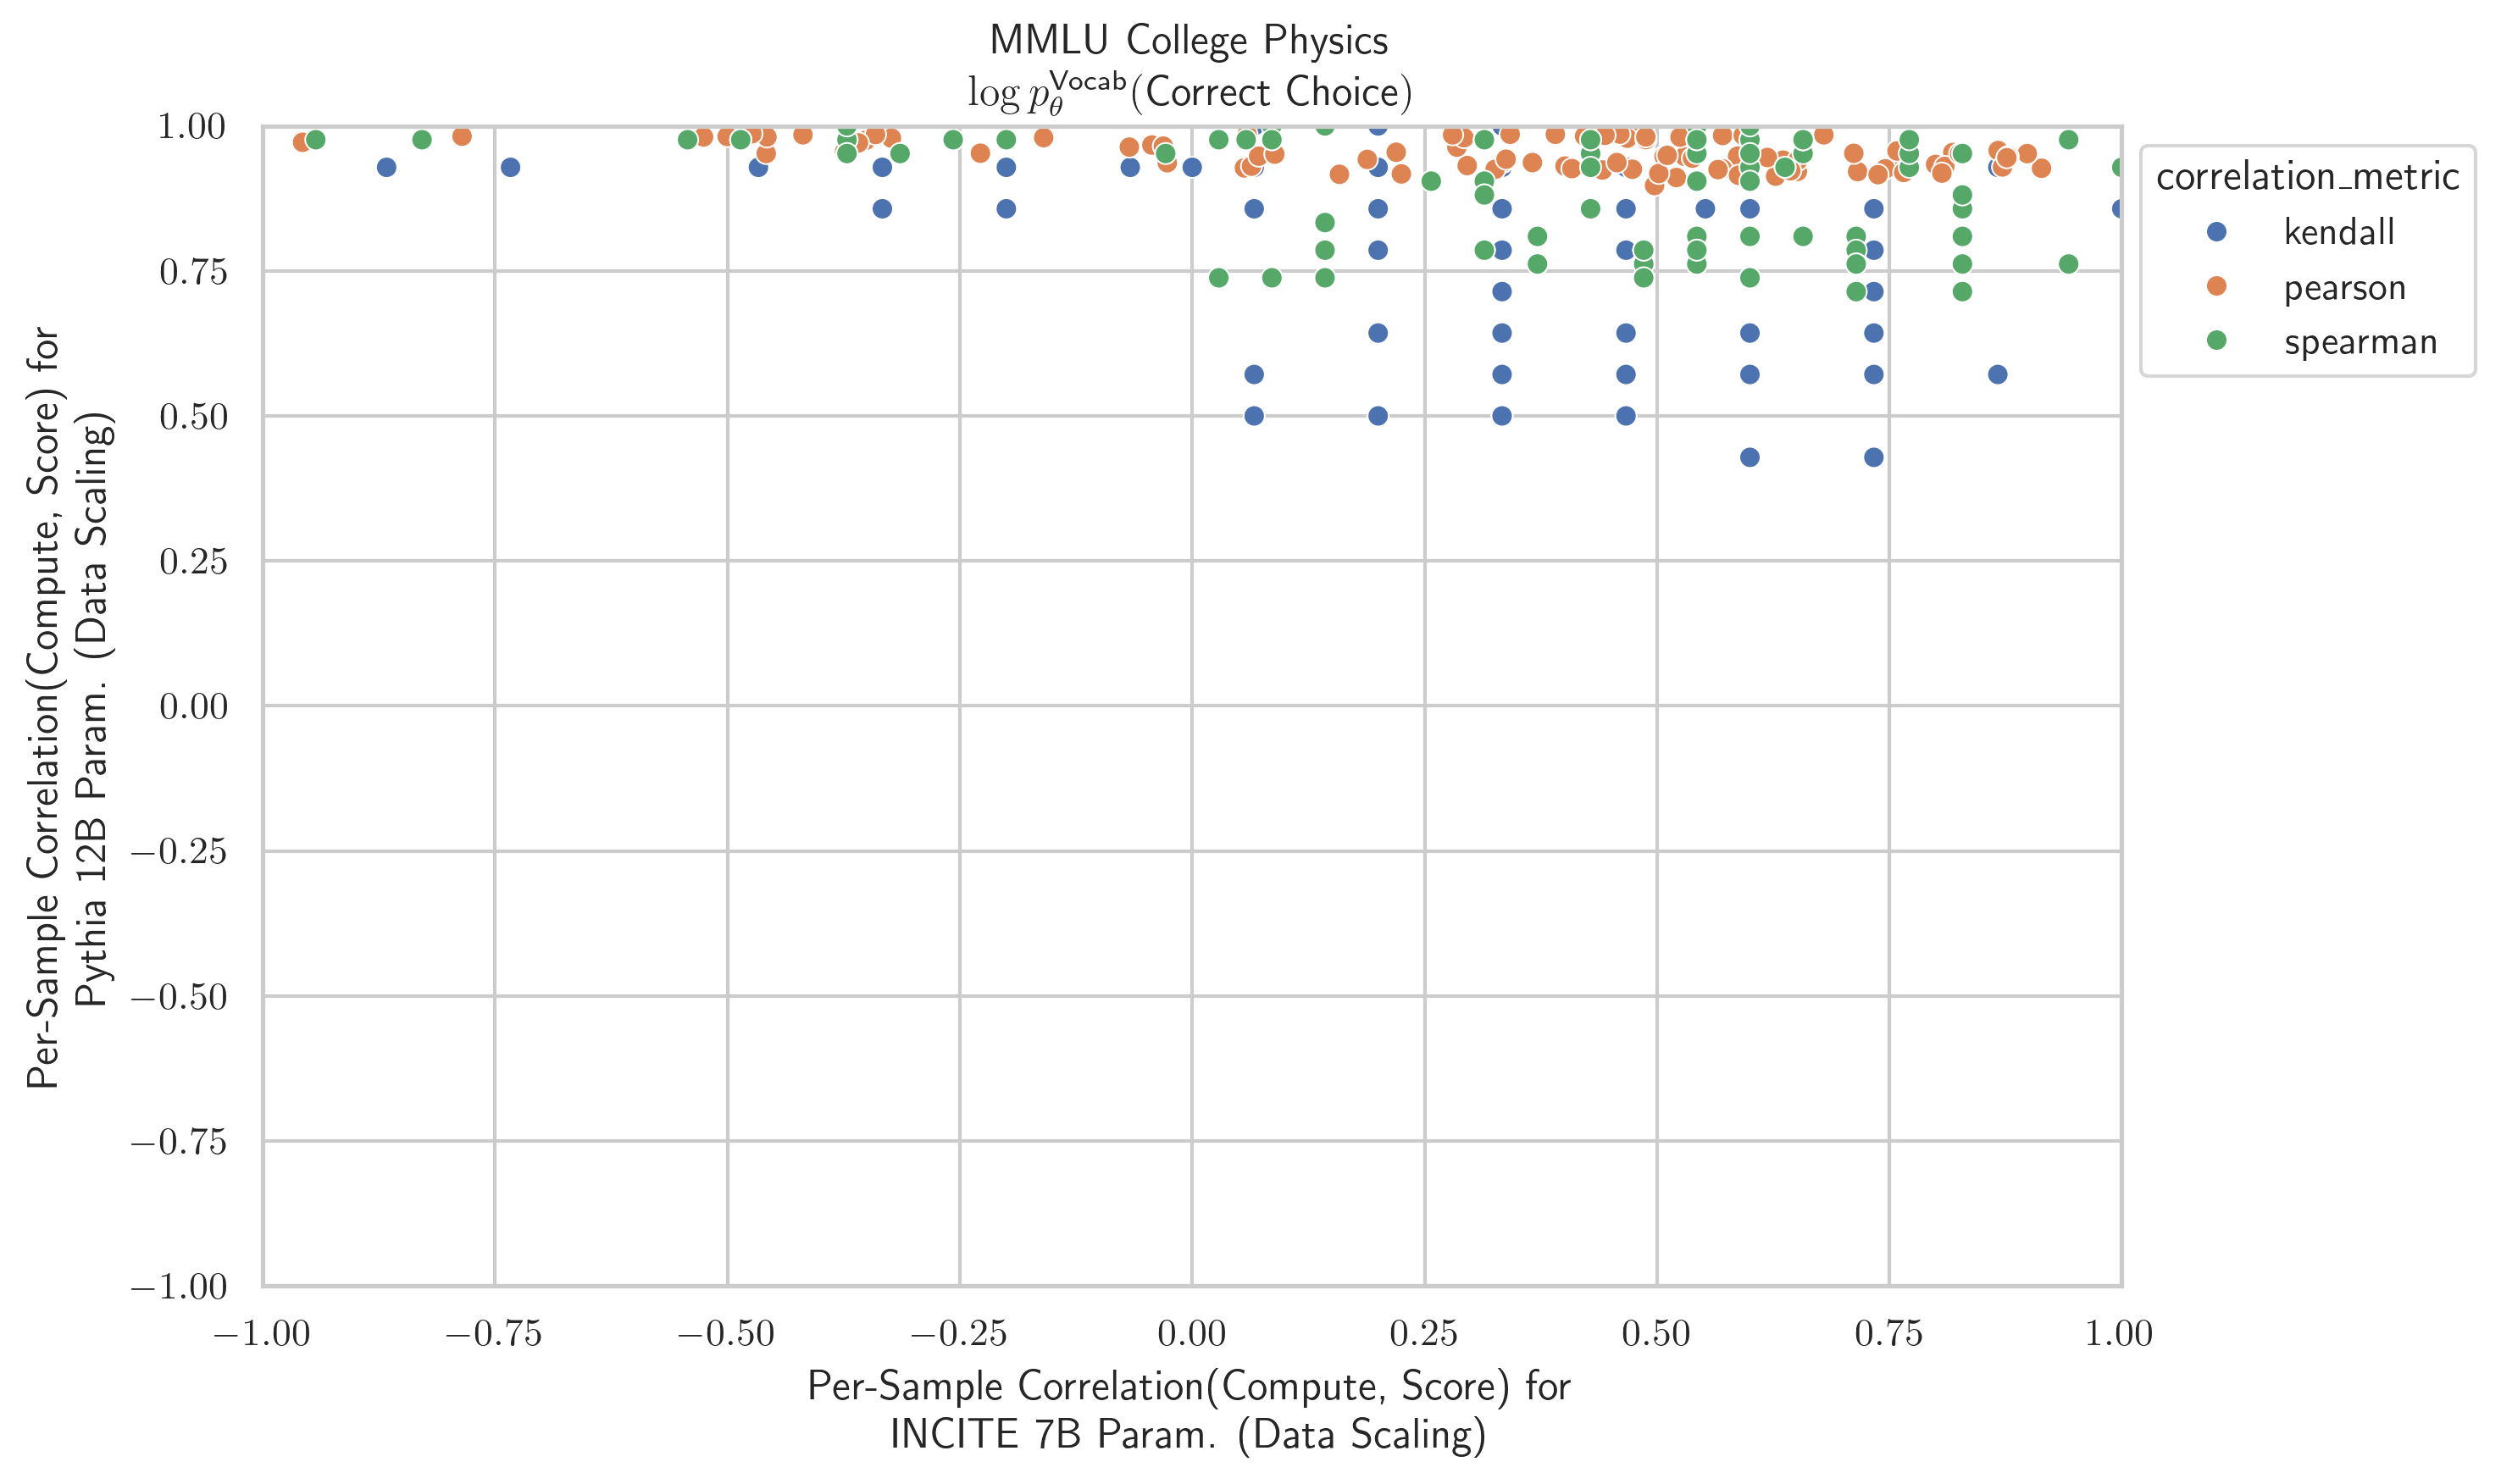 MMLU College Physics
log p_θ^Vocab(Correct Choice)
Per-Sample Correlation(Compute, Score) for
Pythia 12B Param. (Data Scaling)
1.00
0.75
0.50
0.25
0.00
−0.25
−0.50
−0.75
−1.00
−1.00 −0.75 −0.50 −0.25 0.00 0.25 0.50 0.75 1.00
Per-Sample Correlation(Compute, Score) for
INCITE 7B Param. (Data Scaling)
correlation_metric
kendall
pearson
spearman